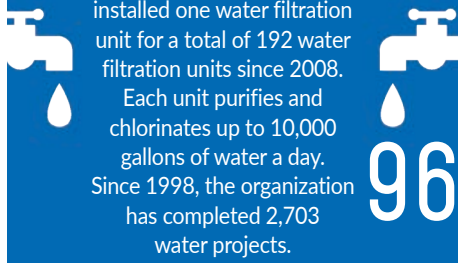 installed one water filtration
unit for a total of 192 water
filtration units since 2008.
Each unit purifies and
chlorinates up to 10,000
gallons of water a day.
Since 1998, the organization
has completed 2,703
water projects.
96